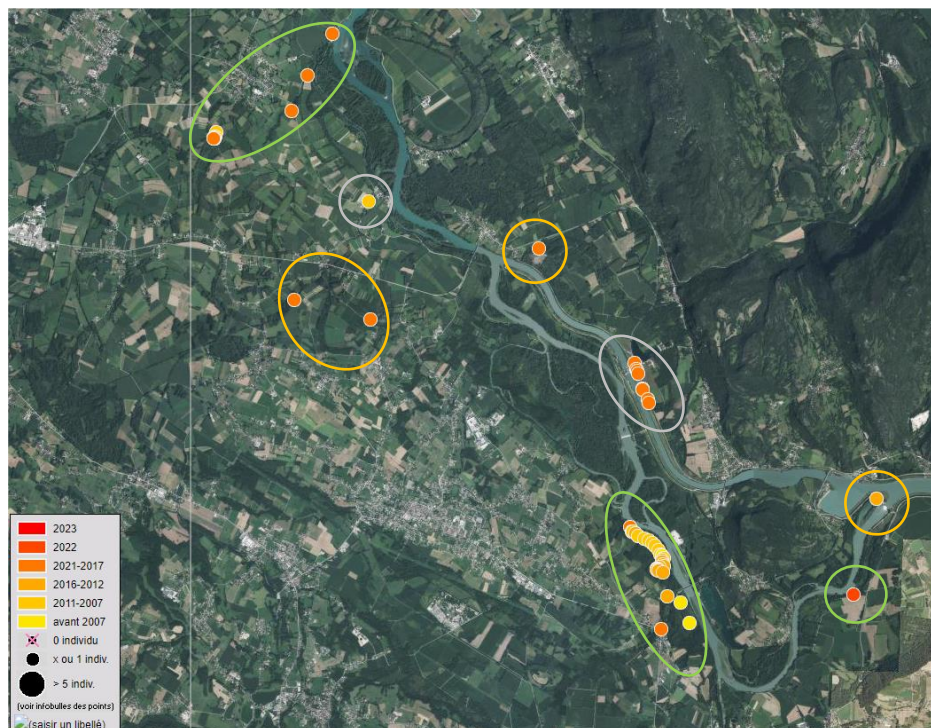 2023
2022
2021-2017
2016-2012
2011-2007
avant 2007
0 individu
x ou 1 indiv.
> 5 indiv.
(voir infobulles des points)
(saisir un libellé)